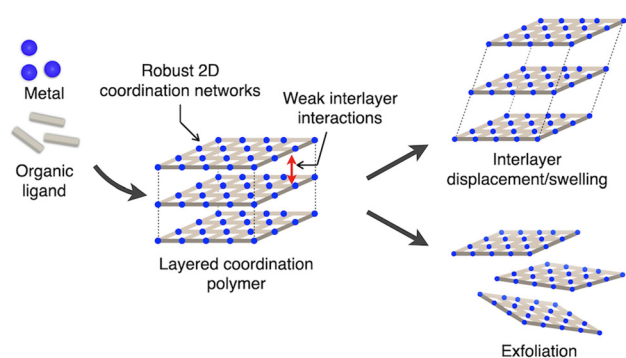 Metal
Organic
ligand
Robust 2D
coordination networks
Weak interlayer
interactions
Layered coordination
polymer
Interlayer
displacement/swelling
Exfoliation